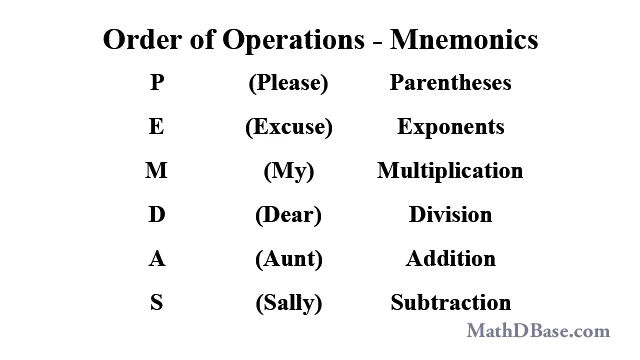 Order of Operations - Mnemonics
P (Please) Parentheses
E (Excuse) Exponents
M (My) Multiplication
D (Dear) Division
A (Aunt) Addition
S (Sally) Subtraction
MathDBase.com